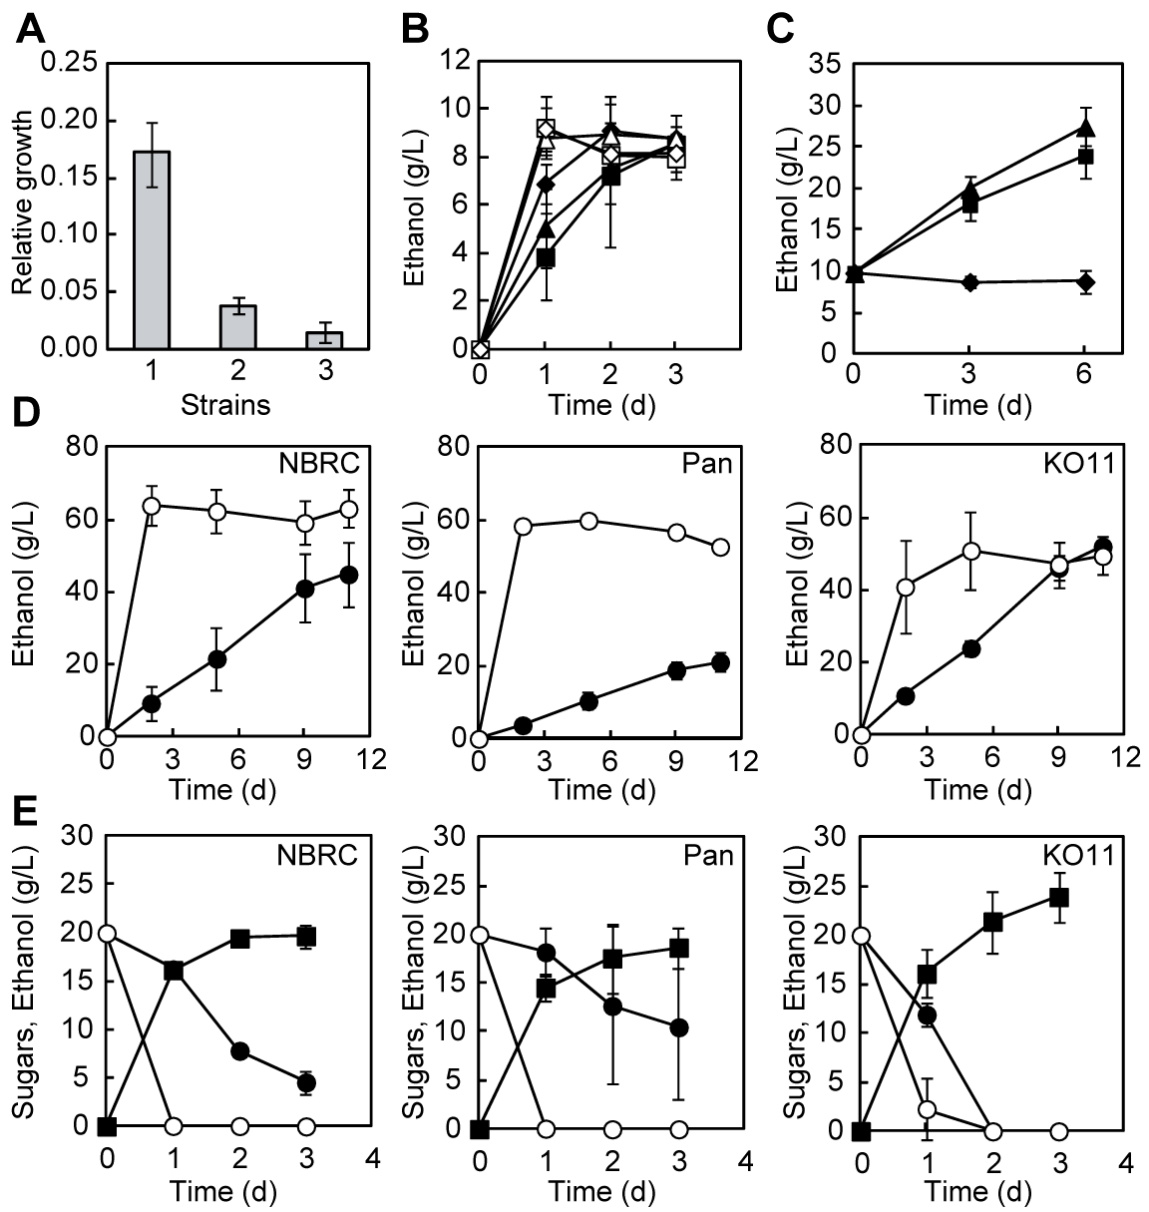 A
B
C
0.25
0.20
0.15
0.10
0.05
0.00
Relative growth
1 2 3
Strains
12
10
8
6
4
2
0
Ethanol (g/L)
0 1 2 3
Time (d)
35
30
25
20
15
10
5
0
Ethanol (g/L)
0 3 6
Time (d)
D
80
60
40
20
0
Ethanol (g/L)
NBRC
0 3 6 9 12
Time (d)
80
60
40
20
0
Ethanol (g/L)
Pan
0 3 6 9 12
Time (d)
80
60
40
20
0
Ethanol (g/L)
KO11
0 3 6 9 12
Time (d)
E
30
25
20
15
10
5
0
Sugars, Ethanol (g/L)
NBRC
0 1 2 3 4
Time (d)
30
25
20
15
10
5
0
Sugars, Ethanol (g/L)
Pan
0 1 2 3 4
Time (d)
30
25
20
15
10
5
0
Sugars, Ethanol (g/L)
KO11
0 1 2 3 4
Time (d)